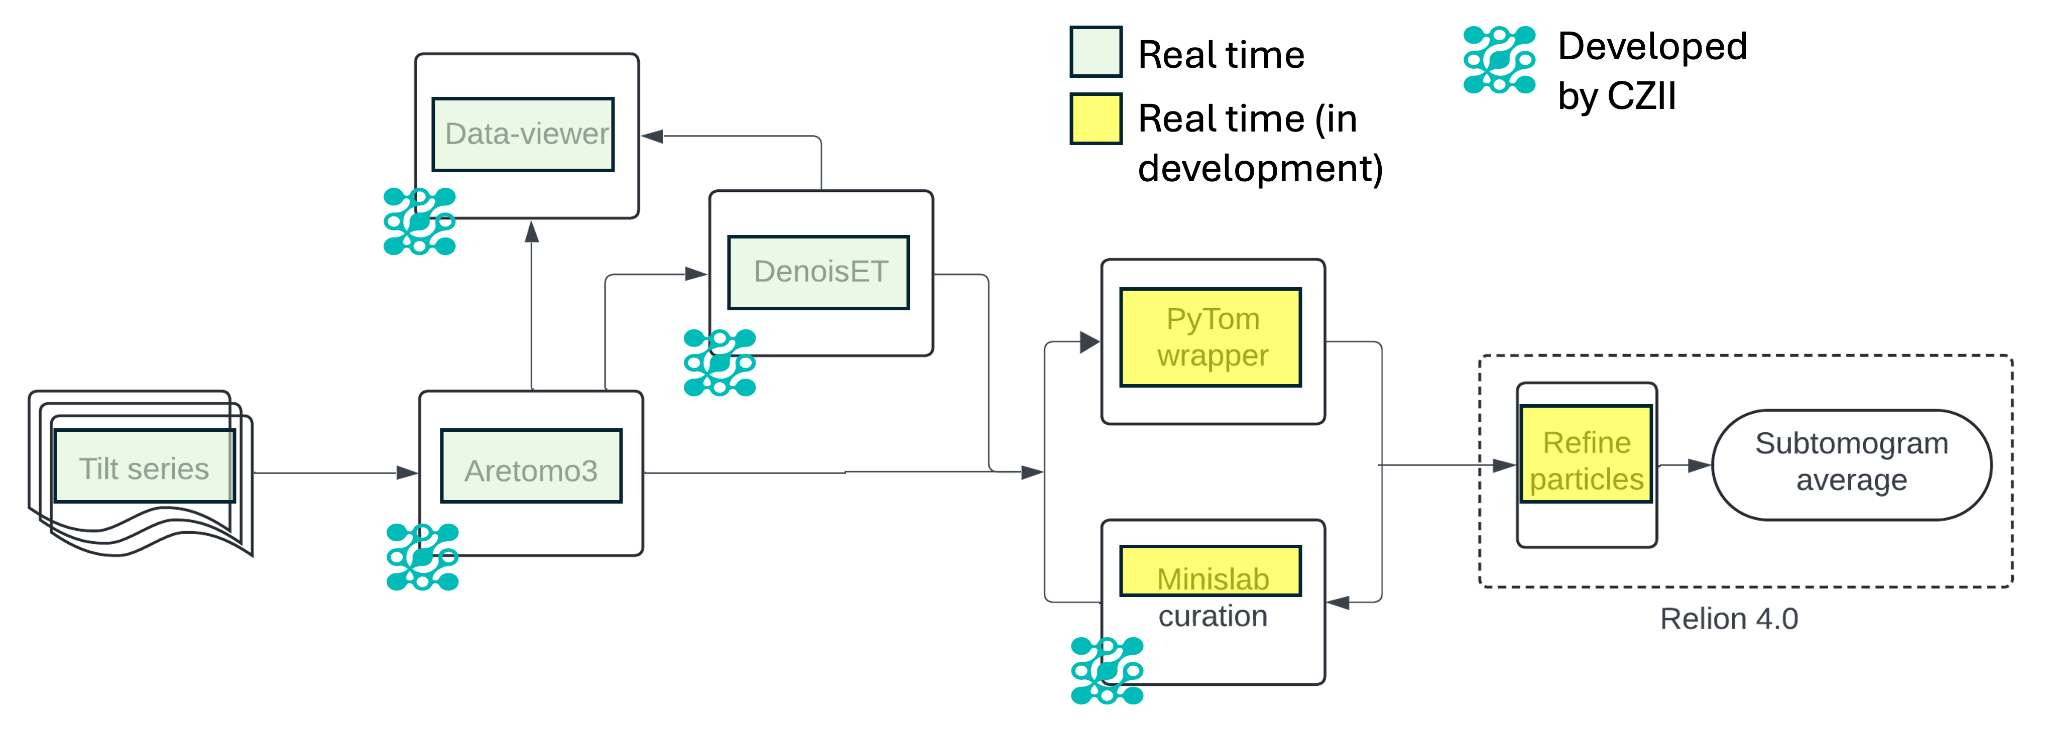 Real time
Real time (in
development)
Developed
by CZII
Data-viewer
DenoisET
PyTom
wrapper
Tilt series
Aretomo3
Refine
particles
Subtomogram
average
Minislab
curation
Relion 4.0